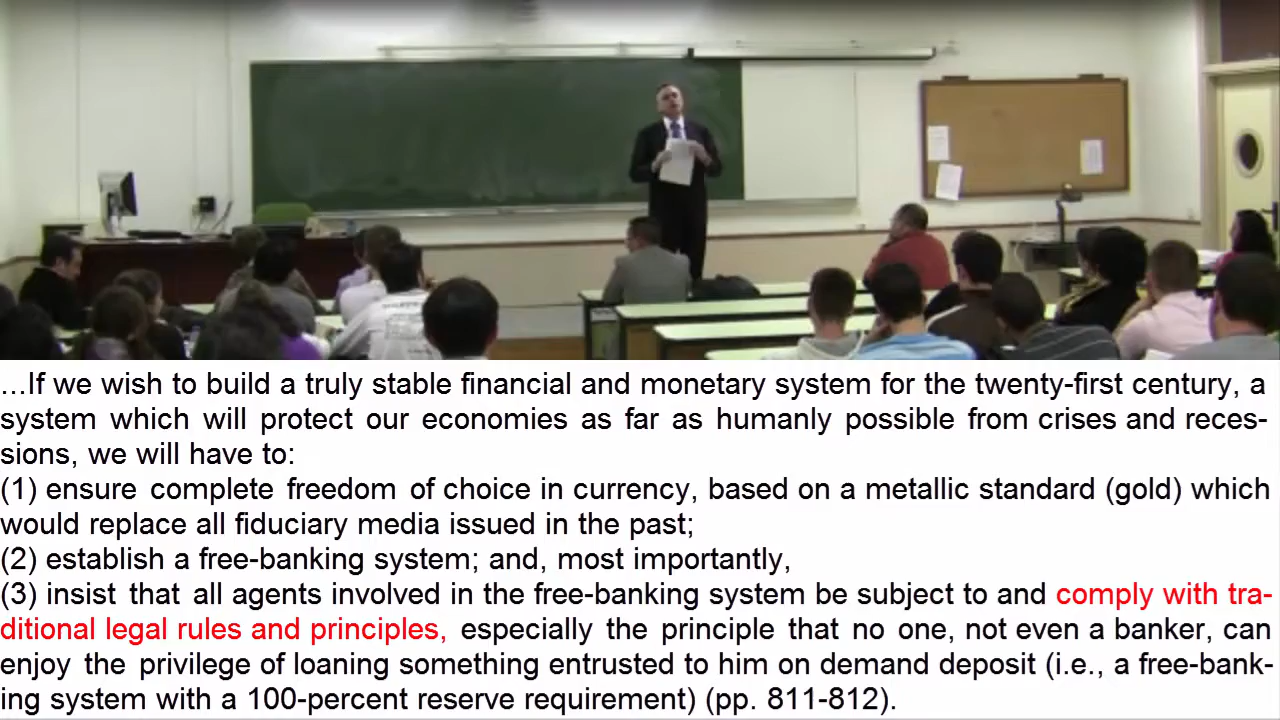 ...If we wish to build a truly stable financial and monetary system for the twenty-first century, a
system which will protect our economies as far as humanly possible from crises and reces-
sions, we will have to:
(1) ensure complete freedom of choice in currency, based on a metallic standard (gold) which
would replace all fiduciary media issued in the past;
(2) establish a free-banking system; and, most importantly,
(3) insist that all agents involved in the free-banking system be subject to and comply with tra-
ditional legal rules and principles, especially the principle that no one, not even a banker, can
enjoy the privilege of loaning something entrusted to him on demand deposit (i.e., a free-bank-
ing system with a 100-percent reserve requirement) (pp. 811-812).